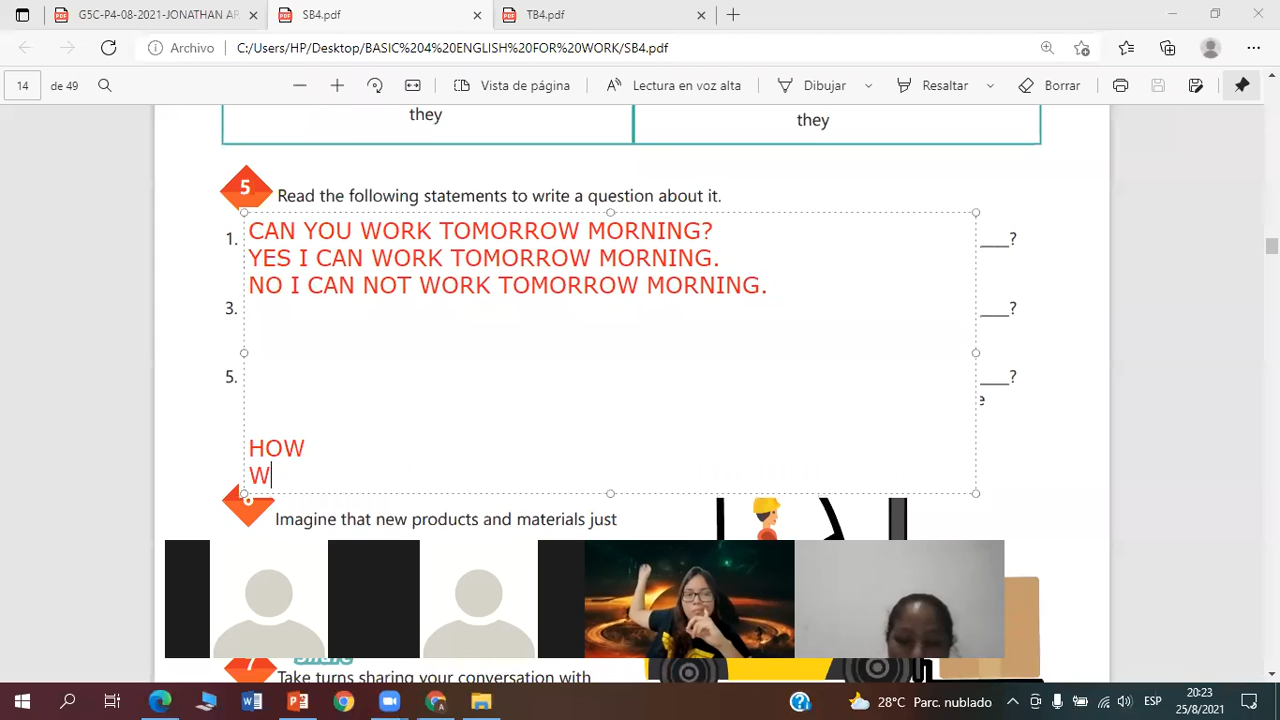 G5C-P4-08-2021-JONATHAN AR
SB4.pdf
TB4.pdf
Archivo
C:/Users/HP/Desktop/BASIC%204%20ENGLISH%20FOR%20WORK/SB4.pdf
14 de 49
Vista de página
Lectura en voz alta
Dibujar
Resaltar
Borrar
they
they
5 Read the following statements to write a question about it.
CAN YOU WORK TOMORROW MORNING?
1. ____?
YES I CAN WORK TOMORROW MORNING.
NO I CAN NOT WORK TOMORROW MORNING.
3. ____?
5. ____?
e
HOW
W
Imagine that new products and materials just
7
Take turns sharing your conversation with
28°C Parc. nublado
ESP
20:23
25/8/2021